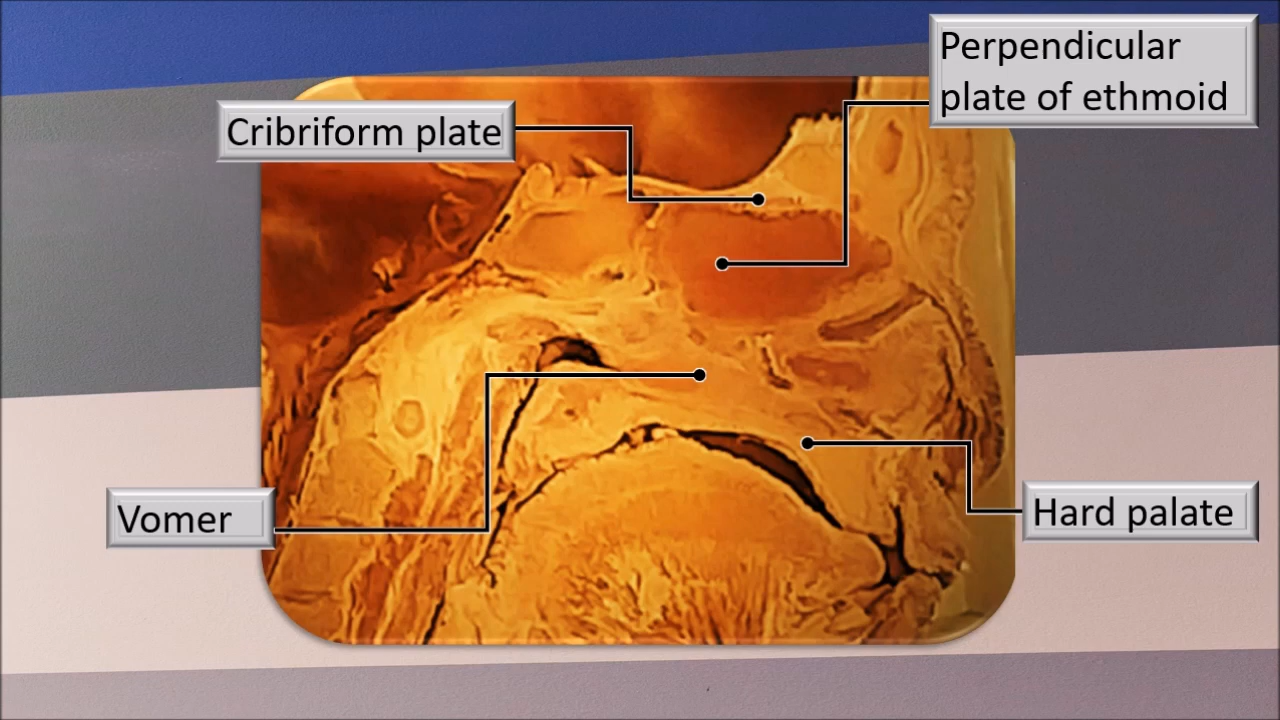 Perpendicular
plate of ethmoid
Cribriform plate
Vomer
Hard palate